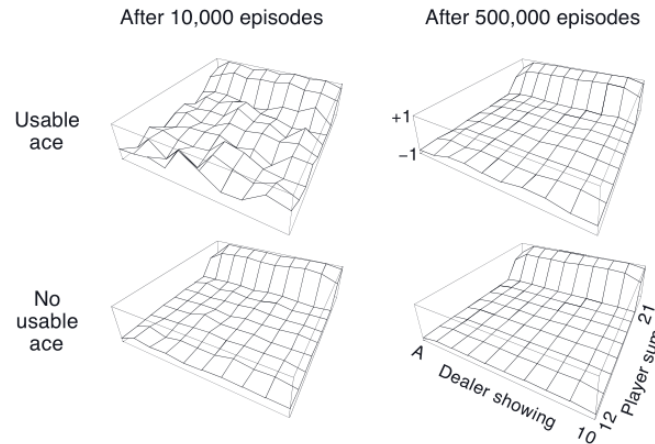 After 10,000 episodes
After 500,000 episodes
Usable
ace
+1
−1
No
usable
ace
A
Dealer showing
10
12
Player sum
21